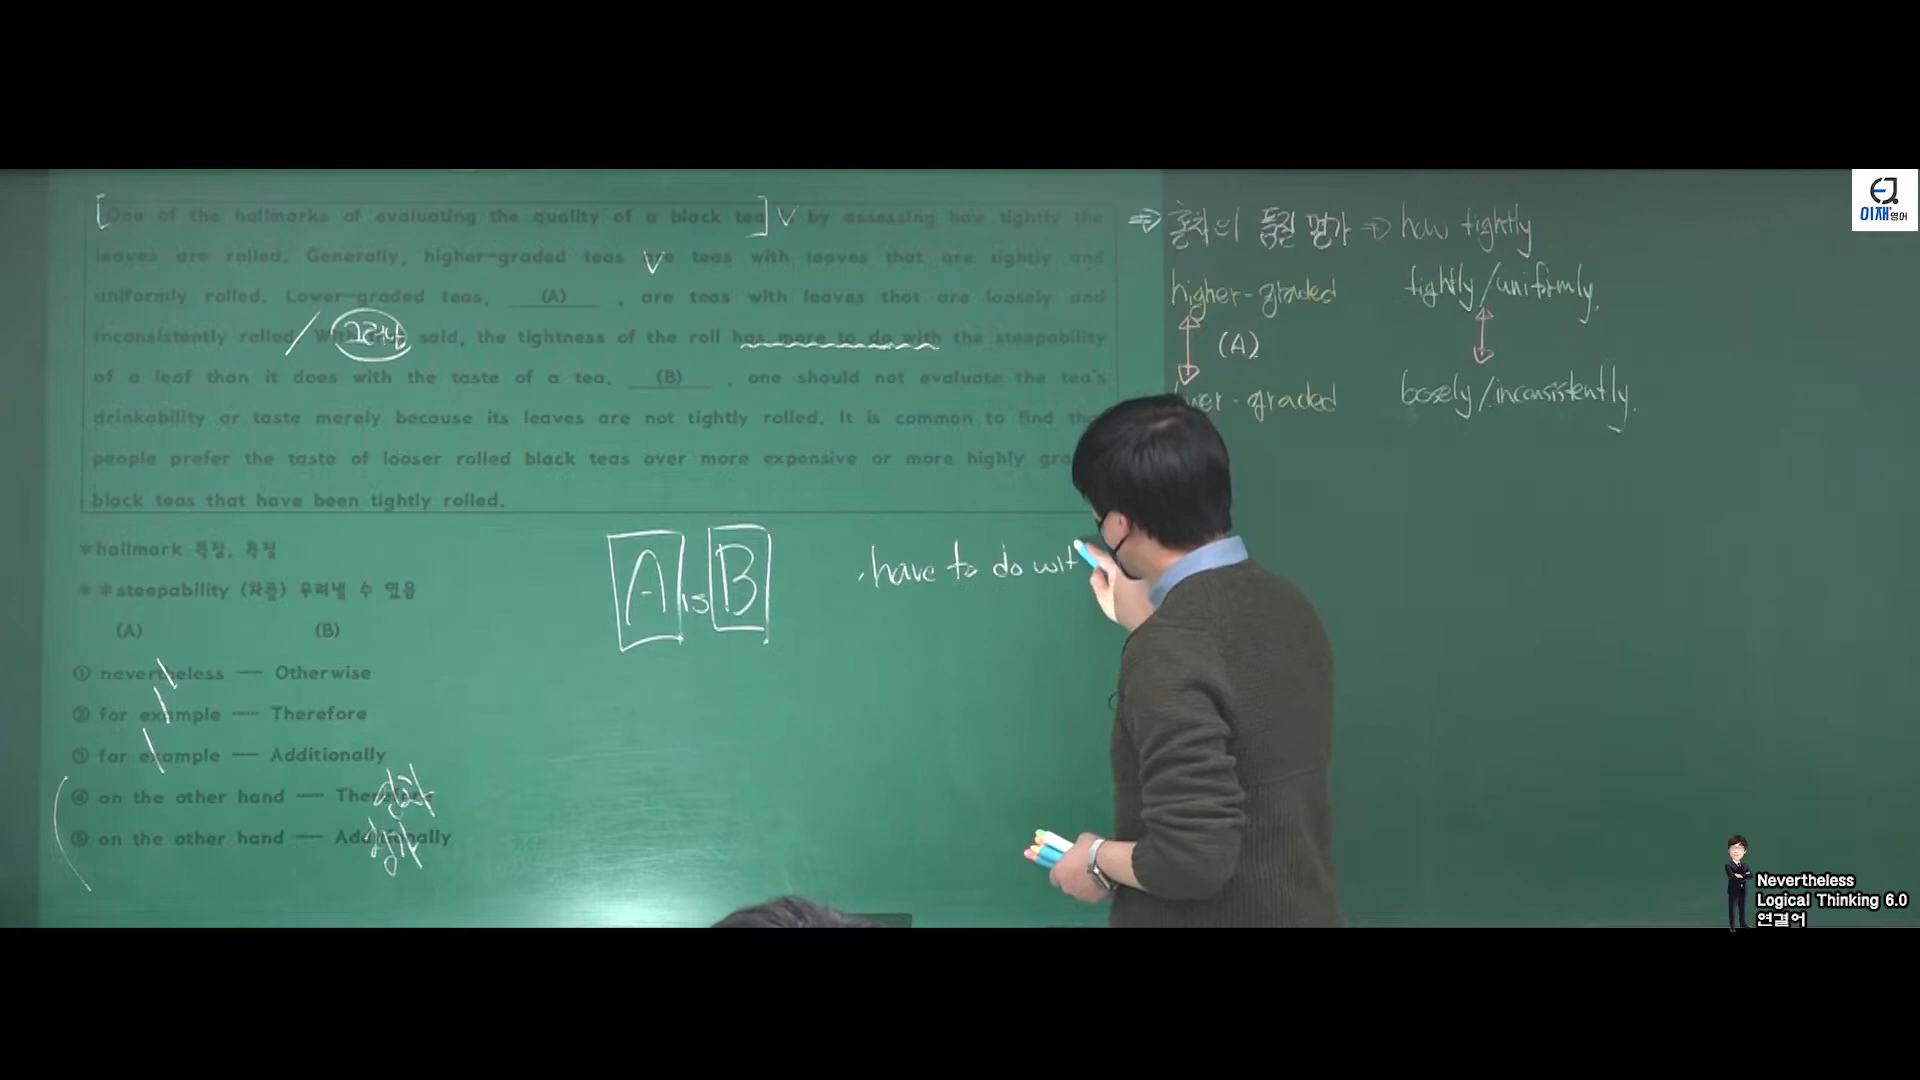 [One of the hallmarks of evaluating the quality of a black tea] V by assessing how tightly the
leaves are rolled. Generally, higher-graded teas are teas with leaves that are tightly and
uniformly rolled. Lower-graded teas, (A) , are teas with leaves that are loosely and
inconsistently rolled / said, the tightness of the roll has more to do with the steepability
of a leaf than it does with the taste of a tea. (B) , one should not evaluate the tea's
drinkability or taste merely because its leaves are not tightly rolled. It is common to find
people prefer the taste of looser rolled black teas over more expensive or more highly
black teas that have been tightly rolled.
그러나
*hallmark 특징, 특질
**steepability (차를) 우려낼 수 있음
(A) (B)
① nevertheless — Otherwise
② for example — Therefore
③ for example — Additionally
④ on the other hand — Therefore
⑤ on the other hand — Additionally
A is B
have to do wit
⇒ 홍차의 품질 평가 ⇒ how tightly
higher-graded tightly/uniformly.
(A)
-graded loosely/inconsistently.
EJ
이재영어
Nevertheless
Logical Thinking 6.0
연결어